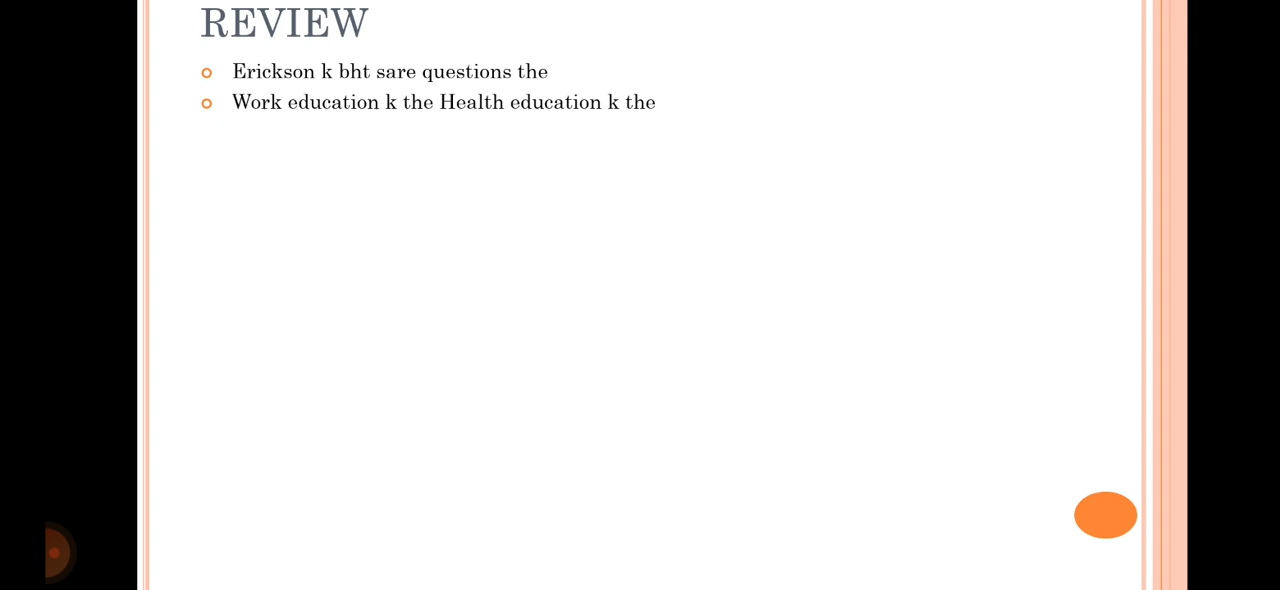 REVIEW
Erickson k bht sare questions the
Work education k the Health education k the